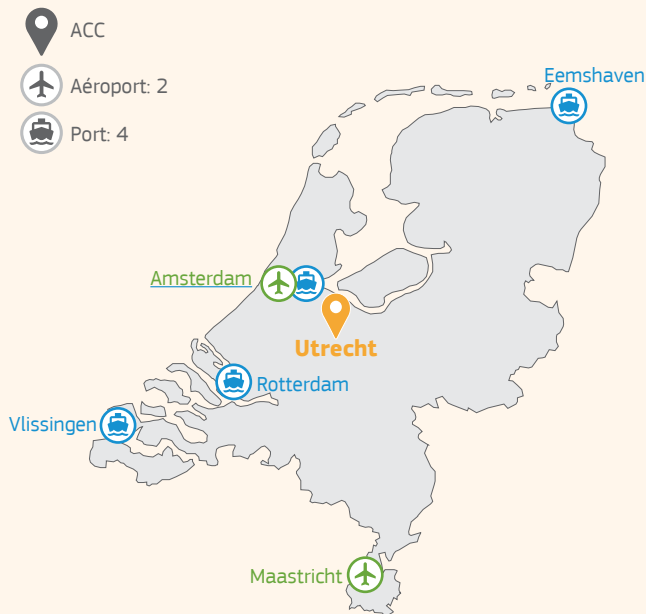 ACC
Aéroport: 2
Port: 4
Eemshaven
Amsterdam
Utrecht
Rotterdam
Vlissingen
Maastricht